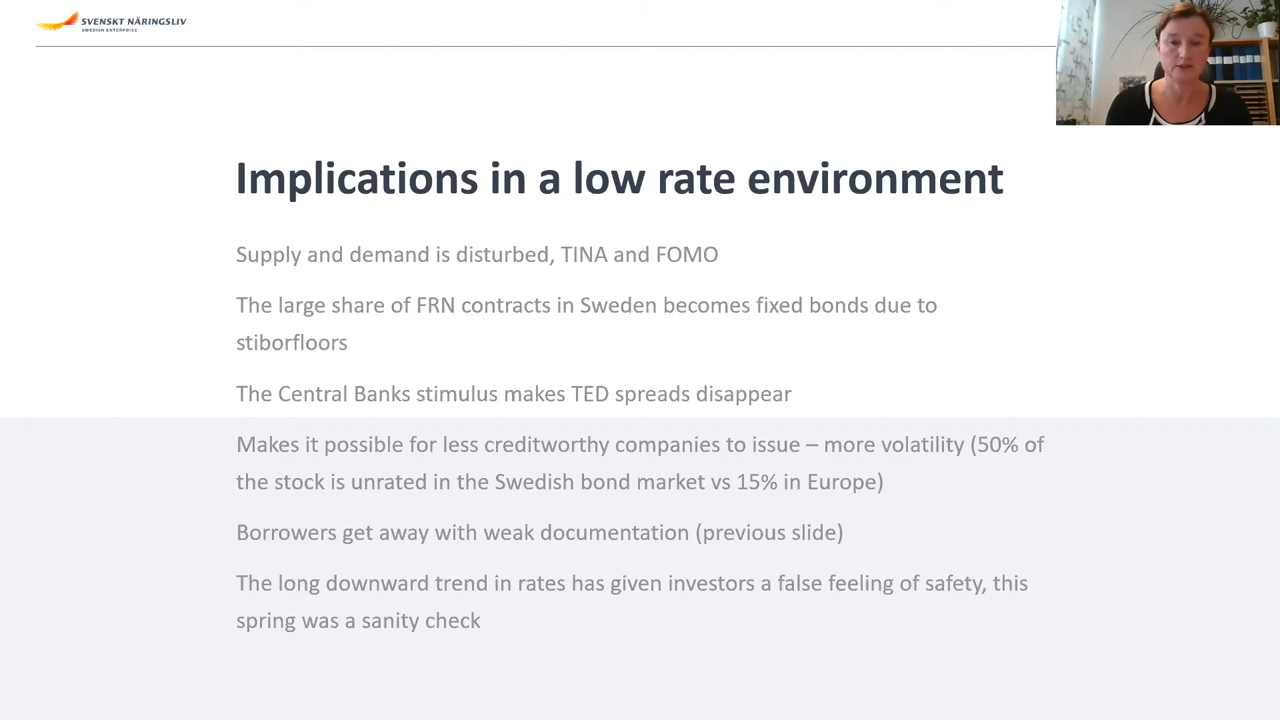 SVENSKT NÄRINGSLIV
SWEDISH ENTERPRISE
Implications in a low rate environment
Supply and demand is disturbed, TINA and FOMO
The large share of FRN contracts in Sweden becomes fixed bonds due to
stiborfloors
The Central Banks stimulus makes TED spreads disappear
Makes it possible for less creditworthy companies to issue – more volatility (50% of
the stock is unrated in the Swedish bond market vs 15% in Europe)
Borrowers get away with weak documentation (previous slide)
The long downward trend in rates has given investors a false feeling of safety, this
spring was a sanity check